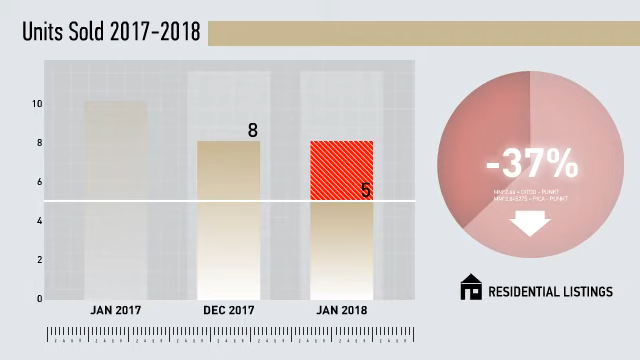 Units Sold 2017-2018
10
8
8
6
5
4
2
0
-37%
JAN 2017
DEC 2017
JAN 2018
RESIDENTIAL LISTINGS